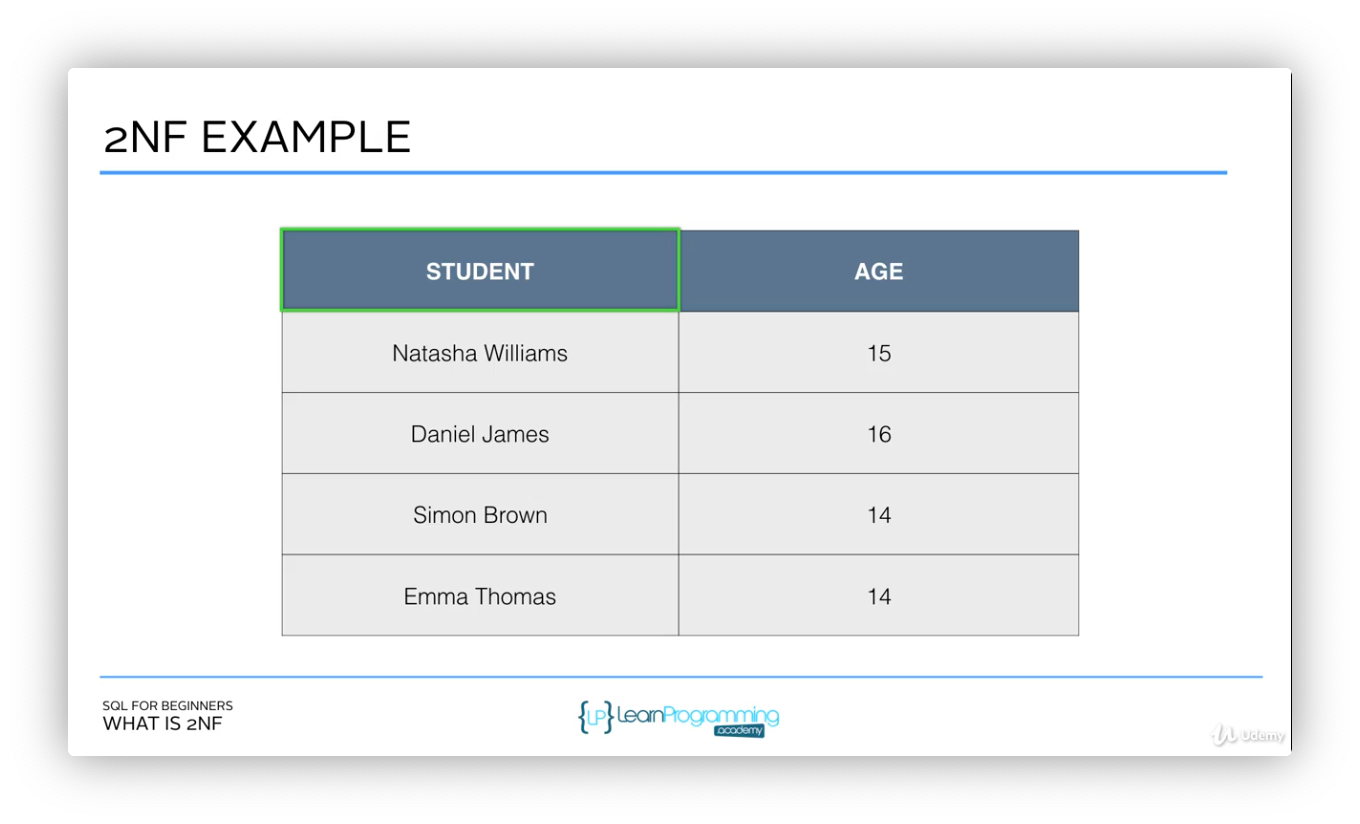 2NF EXAMPLE
STUDENT AGE
Natasha Williams 15
Daniel James 16
Simon Brown 14
Emma Thomas 14
SQL FOR BEGINNERS
WHAT IS 2NF
{LP} LearnProgramming
.academy
Udemy